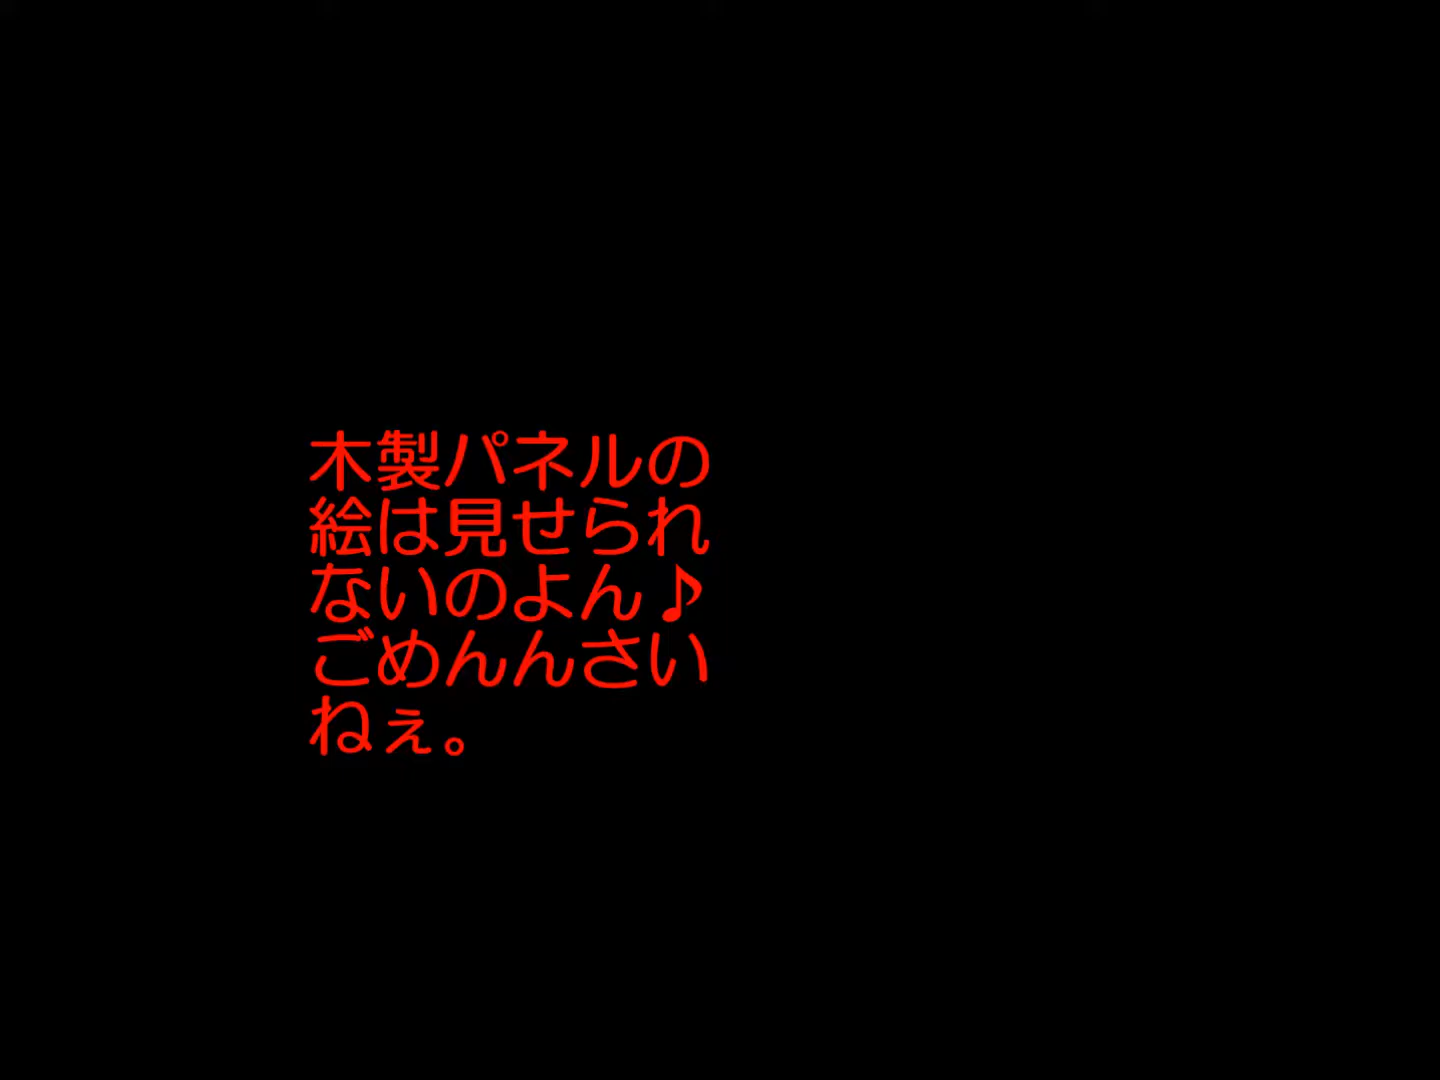 木製パネルの
絵は見せられ
ないのよん♪
ごめんんさい
ねぇ。